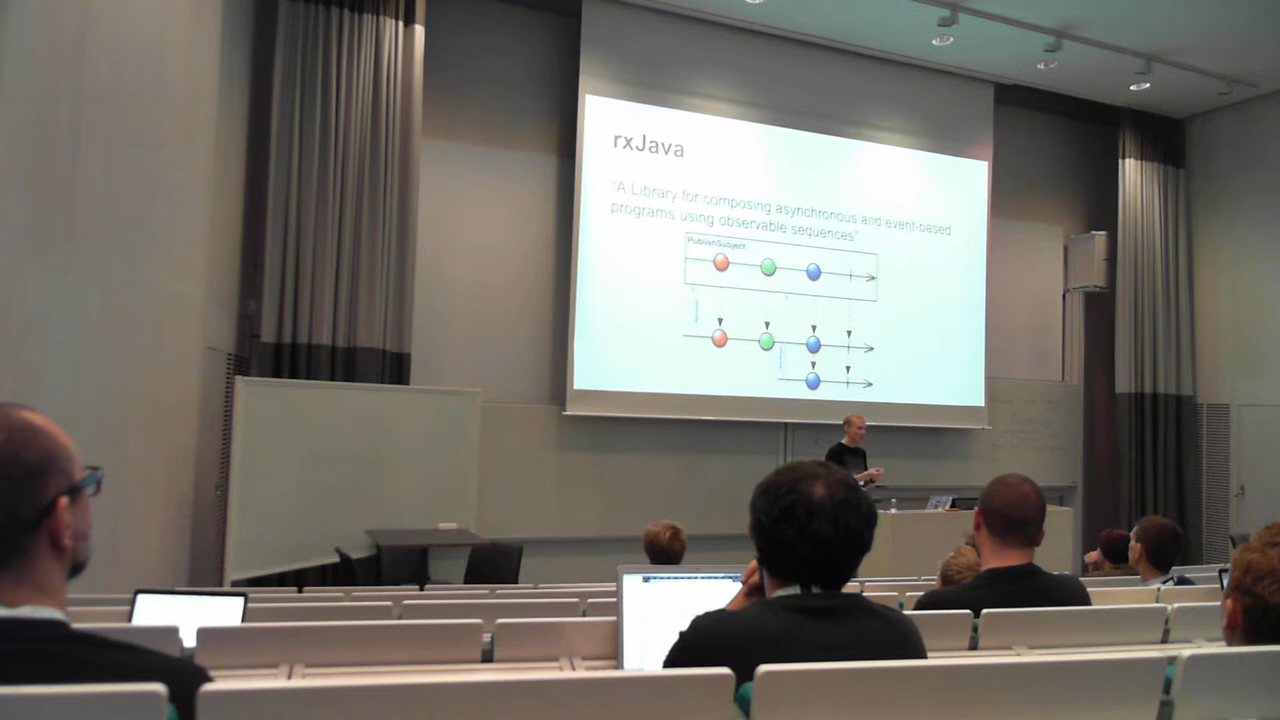 rxJava
"A Library for composing asynchronous and event-based
programs using observable sequences"
PublishSubject